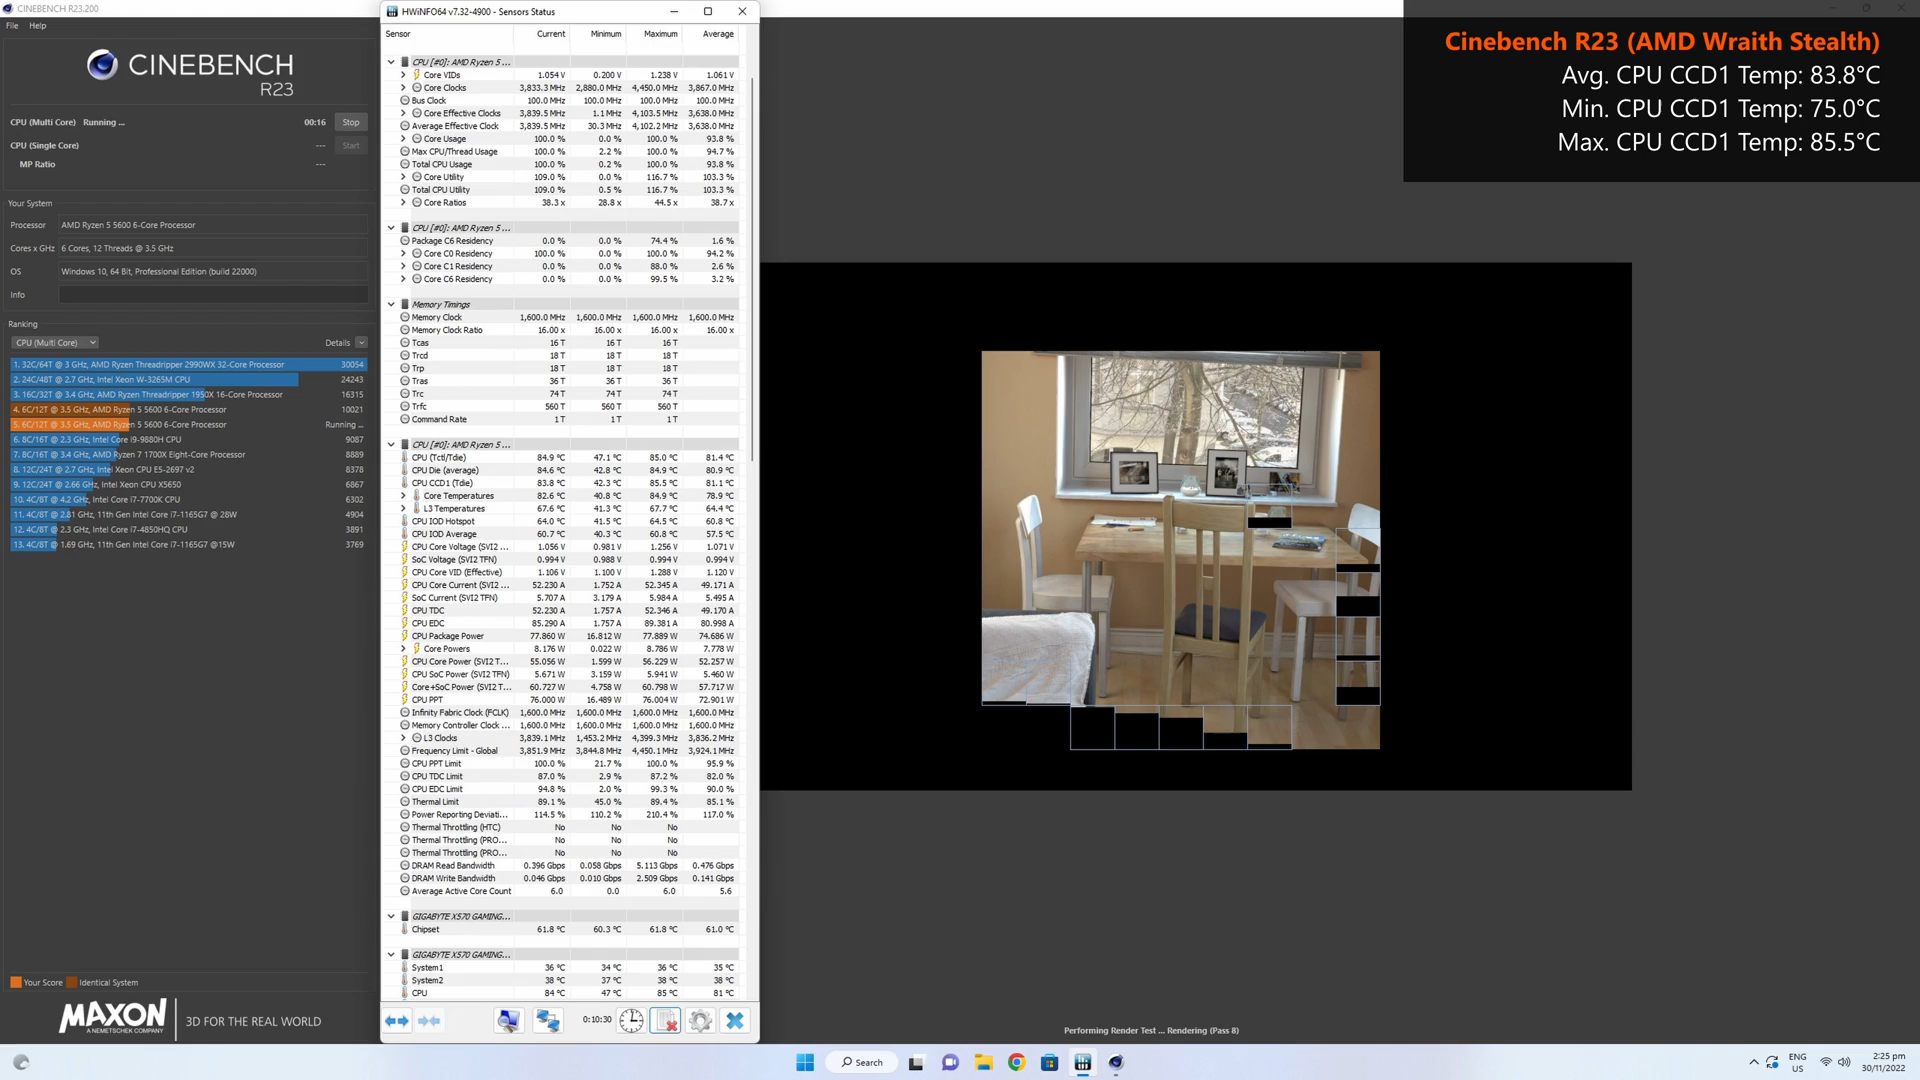 CINEBENCH R23.200
File Help
CINEBENCH
R23
CPU (Multi Core) Running ... 00:16 Stop
CPU (Single Core) --- Start
MP Ratio ---
Your System
Processor AMD Ryzen 5 5600 6-Core Processor
Cores x GHz 6 Cores, 12 Threads @ 3.5 GHz
OS Windows 10, 64 Bit, Professional Edition (build 22000)
Info
Ranking
CPU (Multi Core) Details
1. 32C/64T @ 3 GHz, AMD Ryzen Threadripper 2990WX 32-Core Processor 30054
2. 24C/48T @ 2.7 GHz, Intel Xeon W-3265M CPU 24243
3. 16C/32T @ 3.4 GHz, AMD Ryzen Threadripper 1950X 16-Core Processor 16315
4. 6C/12T @ 3.5 GHz, AMD Ryzen 5 5600 6-Core Processor 10021
5. 6C/12T @ 3.5 GHz, AMD Ryzen 5 5600 6-Core Processor Running ...
6. 8C/16T @ 2.3 GHz, Intel Core i9-9880H CPU 9087
7. 8C/16T @ 3.4 GHz, AMD Ryzen 7 1700X Eight-Core Processor 8889
8. 12C/24T @ 2.7 GHz, Intel Xeon CPU E5-2697 v2 8378
9. 12C/24T @ 2.66 GHz, Intel Xeon CPU X5650 6867
10. 4C/8T @ 4.2 GHz, Intel Core i7-7700K CPU 6302
11. 4C/8T @ 2.81 GHz, 11th Gen Intel Core i7-1165G7 @ 28W 4904
12. 4C/8T @ 2.3 GHz, Intel Core i7-4850HQ CPU 3891
13. 4C/8T @ 1.69 GHz, 11th Gen Intel Core i7-1165G7 @15W 3769
Your Score Identical System
MAXON
A NEMETSCHEK COMPANY
3D FOR THE REAL WORLD
HWiNFO64 v7.32-4900 - Sensors Status
Sensor Current Minimum Maximum Average
CPU [#0]: AMD Ryzen 5 ...
Core VIDs 1.054 V 0.200 V 1.238 V 1.061 V
Core Clocks 3,833.3 MHz 2,880.0 MHz 4,450.0 MHz 3,867.0 MHz
Bus Clock 100.0 MHz 100.0 MHz 100.0 MHz 100.0 MHz
Core Effective Clocks 3,839.5 MHz 1.1 MHz 4,103.5 MHz 3,638.0 MHz
Average Effective Clock 3,839.5 MHz 30.3 MHz 4,102.2 MHz 3,638.0 MHz
Core Usage 100.0 % 0.0 % 100.0 % 93.8 %
Max CPU/Thread Usage 100.0 % 2.2 % 100.0 % 94.7 %
Total CPU Usage 100.0 % 0.2 % 100.0 % 93.8 %
Core Utility 109.0 % 0.0 % 116.7 % 103.3 %
Total CPU Utility 109.0 % 0.5 % 116.7 % 103.3 %
Core Ratios 38.3 x 28.8 x 44.5 x 38.7 x
CPU [#0]: AMD Ryzen 5 ...
Package C6 Residency 0.0 % 0.0 % 74.4 % 1.6 %
Core C0 Residency 100.0 % 0.0 % 100.0 % 94.2 %
Core C1 Residency 0.0 % 0.0 % 88.0 % 2.6 %
Core C6 Residency 0.0 % 0.0 % 99.5 % 3.2 %
Memory Timings
Memory Clock 1,600.0 MHz 1,600.0 MHz 1,600.0 MHz 1,600.0 MHz
Memory Clock Ratio 16.00 x 16.00 x 16.00 x 16.00 x
Tcas 16 T 16 T 16 T
Trcd 18 T 18 T 18 T
Trp 18 T 18 T 18 T
Tras 36 T 36 T 36 T
Trc 74 T 74 T 74 T
Trfc 560 T 560 T 560 T
Command Rate 1 T 1 T 1 T
CPU [#0]: AMD Ryzen 5 ...
CPU (Tctl/Tdie) 84.9 °C 47.1 °C 85.0 °C 81.4 °C
CPU Die (average) 84.6 °C 42.8 °C 84.9 °C 80.9 °C
CPU CCD1 (Tdie) 83.8 °C 42.3 °C 85.5 °C 81.1 °C
Core Temperatures 82.6 °C 40.8 °C 84.9 °C 78.9 °C
L3 Temperatures 67.6 °C 41.3 °C 67.7 °C 64.4 °C
CPU IOD Hotspot 64.0 °C 41.5 °C 64.5 °C 60.8 °C
CPU IOD Average 60.7 °C 40.3 °C 60.8 °C 57.5 °C
CPU Core Voltage (SVI2 ... 1.056 V 0.981 V 1.256 V 1.071 V
SoC Voltage (SVI2 TFN) 0.994 V 0.988 V 0.994 V 0.994 V
CPU Core VID (Effective) 1.106 V 1.100 V 1.288 V 1.120 V
CPU Core Current (SVI2 ... 52.230 A 1.752 A 52.345 A 49.171 A
SoC Current (SVI2 TFN) 5.707 A 3.179 A 5.984 A 5.495 A
CPU TDC 52.230 A 1.757 A 52.346 A 49.170 A
CPU EDC 85.290 A 1.757 A 89.381 A 80.998 A
CPU Package Power 77.860 W 16.812 W 77.889 W 74.686 W
Core Powers 8.176 W 0.022 W 8.786 W 7.778 W
CPU Core Power (SVI2 T... 55.056 W 1.599 W 56.229 W 52.257 W
CPU SoC Power (SVI2 TFN) 5.671 W 3.159 W 5.941 W 5.460 W
Core+SoC Power (SVI2 T... 60.727 W 4.758 W 60.798 W 57.717 W
CPU PPT 76.000 W 16.489 W 76.004 W 72.901 W
Infinity Fabric Clock (FCLK) 1,600.0 MHz 1,600.0 MHz 1,600.0 MHz 1,600.0 MHz
Memory Controller Clock ... 1,600.0 MHz 1,600.0 MHz 1,600.0 MHz 1,600.0 MHz
L3 Clocks 3,839.1 MHz 1,453.2 MHz 4,399.3 MHz 3,836.2 MHz
Frequency Limit - Global 3,851.9 MHz 3,844.8 MHz 4,450.1 MHz 3,924.1 MHz
CPU PPT Limit 100.0 % 21.7 % 100.0 % 95.9 %
CPU TDC Limit 87.0 % 2.9 % 87.2 % 82.0 %
CPU EDC Limit 94.8 % 2.0 % 99.3 % 90.0 %
Thermal Limit 89.1 % 45.0 % 89.4 % 85.1 %
Power Reporting Deviati... 114.5 % 110.2 % 210.4 % 117.0 %
Thermal Throttling (HTC) No No No
Thermal Throttling (PRO... No No No
Thermal Throttling (PRO... No No No
DRAM Read Bandwidth 0.396 Gbps 0.058 Gbps 5.113 Gbps 0.476 Gbps
DRAM Write Bandwidth 0.046 Gbps 0.010 Gbps 2.509 Gbps 0.141 Gbps
Average Active Core Count 6.0 0.0 6.0 5.6
GIGABYTE X570 GAMING...
Chipset 61.8 °C 60.3 °C 61.8 °C 61.0 °C
GIGABYTE X570 GAMING...
System1 36 °C 34 °C 36 °C 35 °C
System2 38 °C 37 °C 38 °C 38 °C
CPU 84 °C 47 °C 85 °C 81 °C
0:10:30
Cinebench R23 (AMD Wraith Stealth)
Avg. CPU CCD1 Temp: 83.8°C
Min. CPU CCD1 Temp: 75.0°C
Max. CPU CCD1 Temp: 85.5°C
Performing Render Test ... Rendering (Pass 8)
Search
ENG
US
2:25 pm
30/11/2022